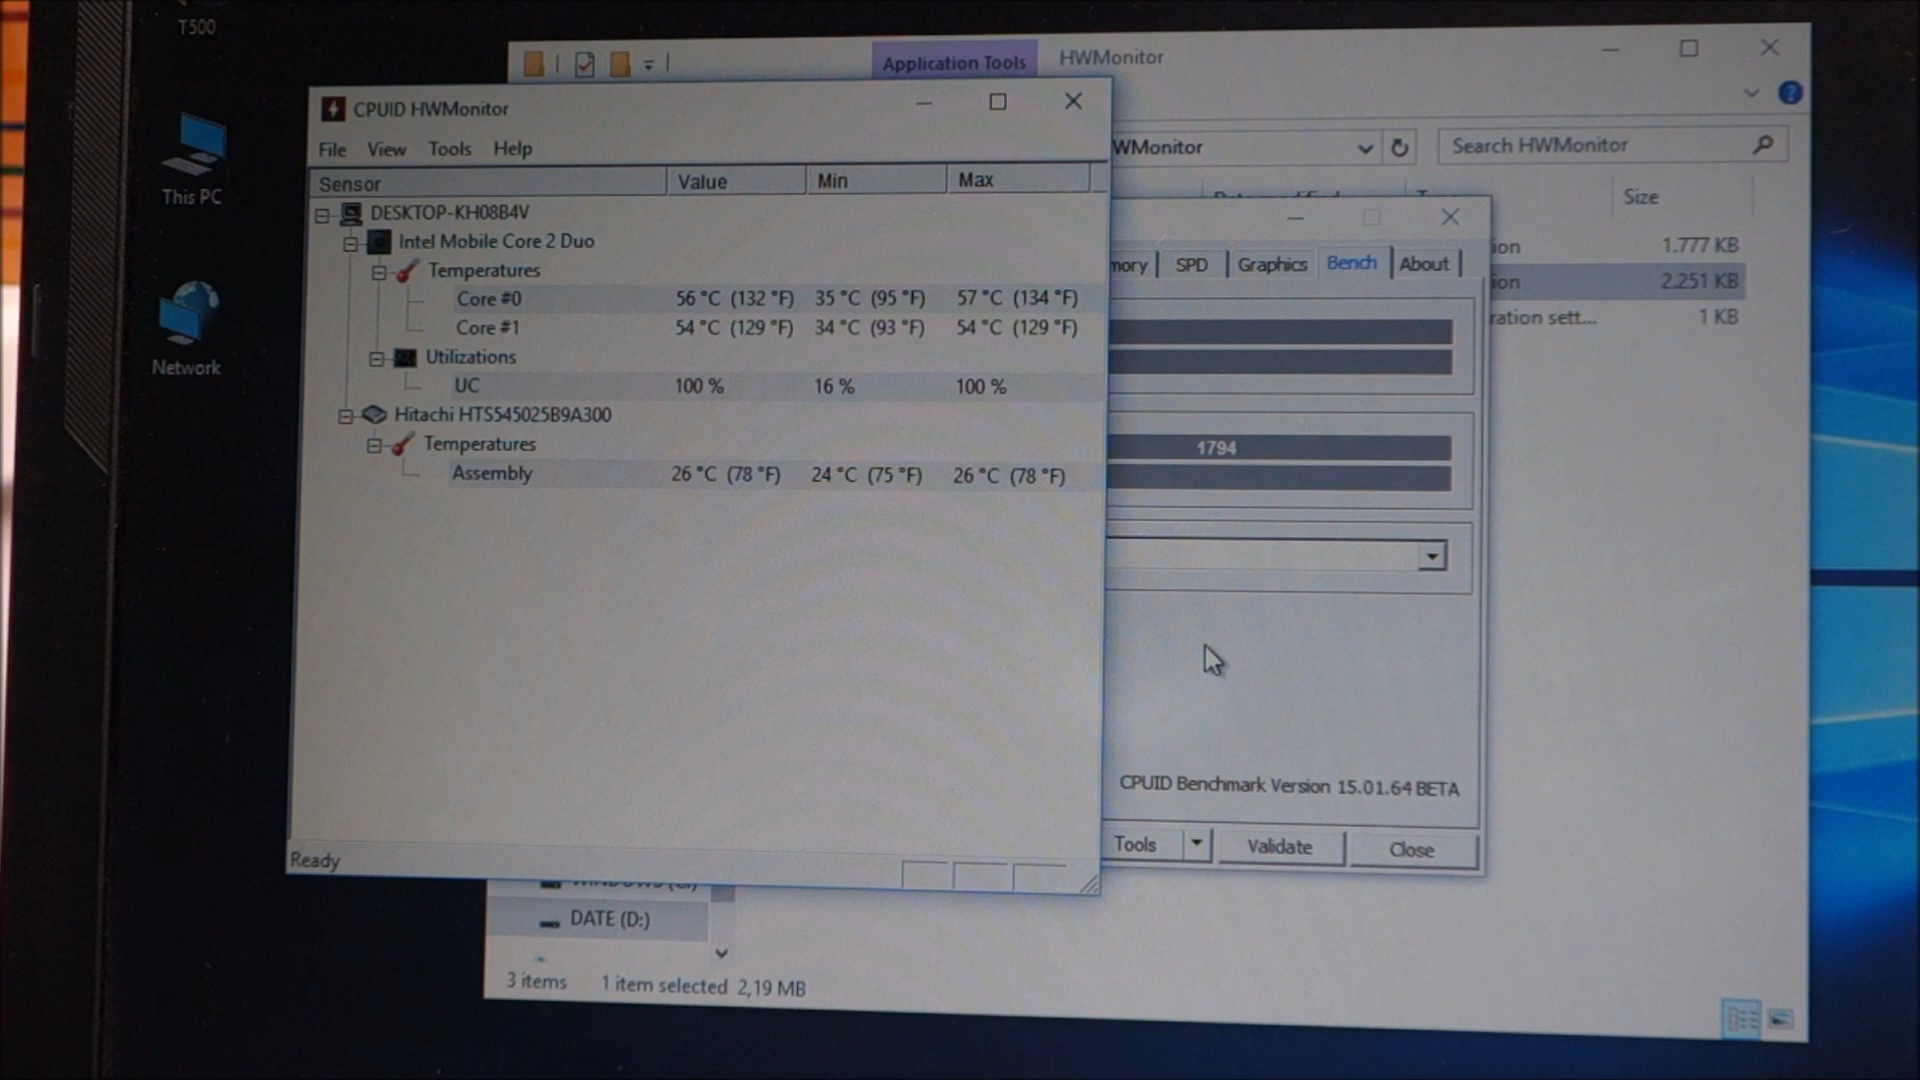 T500
This PC
Network
Application Tools
HWMonitor
WMonitor
Search HWMonitor
Size
ion 1.777 KB
ion 2.251 KB
ration sett... 1 KB
CPUID HWMonitor
File View Tools Help
Sensor Value Min Max
DESKTOP-KH08B4V
Intel Mobile Core 2 Duo
Temperatures
Core #0 56 °C (132 °F) 35 °C (95 °F) 57 °C (134 °F)
Core #1 54 °C (129 °F) 34 °C (93 °F) 54 °C (129 °F)
Utilizations
UC 100 % 16 % 100 %
Hitachi HTS545025B9A300
Temperatures
Assembly 26 °C (78 °F) 24 °C (75 °F) 26 °C (78 °F)
Ready
mory SPD Graphics Bench About
1794
CPUID Benchmark Version 15.01.64 BETA
Tools Validate Close
DATE (D:)
3 items 1 item selected 2,19 MB